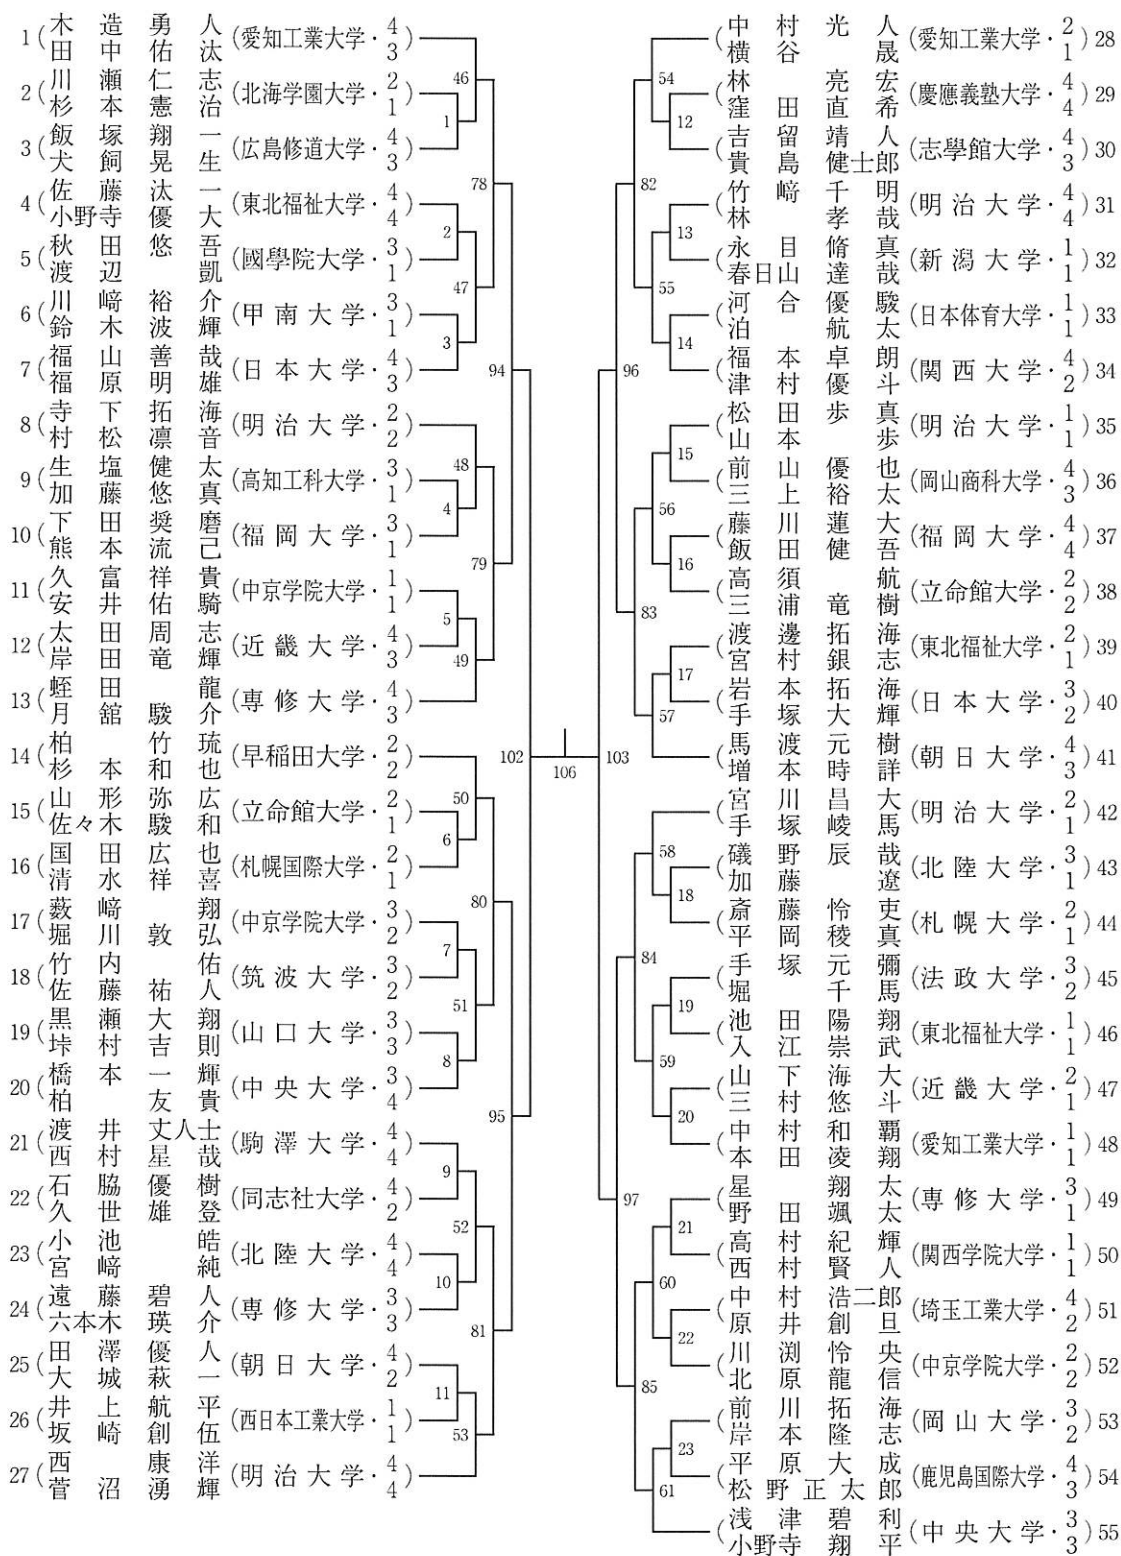 1 木造勇人 田中佑汰 (愛知工業大学・4 3)
2 川瀬仁志 杉本憲治 (北海学園大学・2 1)
3 飯塚翔一 犬飼晃生 (広島修道大学・4 3)
4 佐藤汰一 小野寺優大 (東北福祉大学・4 4)
5 秋田悠吾 渡辺凱 (國學院大学・3 1)
6 川﨑裕介 鈴木波輝 (甲南大学・3 1)
7 福山善哉 福原明雄 (日本大学・4 3)
8 寺下拓海 村松凛音 (明治大学・2 2)
9 生塩健太 加藤悠真 (高知工科大学・3 1)
10 下田奨磨 熊本流己 (福岡大学・3 1)
11 久富祥貴 安井佑騎 (中京学院大学・1 1)
12 太田周志 岸田竜輝 (近畿大学・4 3)
13 蛭田龍 月舘駿介 (専修大学・4 3)
14 柏竹琉 杉本和也 (早稲田大学・2 2)
15 山形弥広 佐々木駿和 (立命館大学・2 1)
16 国田広也 清水祥喜 (札幌国際大学・2 1)
17 薮﨑翔 堀川敦弘 (中京学院大学・3 2)
18 竹内佑 佐藤祐人 (筑波大学・3 2)
19 黒瀬大翔 垰村吉則 (山口大学・3 3)
20 橋本一輝 柏友貴 (中央大学・3 4)
21 渡井丈人士 西村星哉 (駒澤大学・4 4)
22 石脇優樹 久世雄登 (同志社大学・4 2)
23 小池皓 宮﨑純 (北陸大学・4 4)
24 遠藤碧人 六本木瑛介 (専修大学・3 3)
25 田澤優人 大城萩一 (朝日大学・4 2)
26 井上航平 坂崎創伍 (西日本工業大学・1 1)
27 西康洋 菅沼湧輝 (明治大学・4 4)
46
1
78
2
47
3
94
48
4
79
5
49
102
50
6
80
7
51
8
95
9
52
10
81
11
53
106
103
54
12
82
13
55
14
96
15
56
16
83
17
57
58
18
84
19
59
20
97
21
60
22
85
23
61
中村光人 横谷晟 (愛知工業大学・2 1) 28
林亮宏 窪田直希 (慶應義塾大学・4 4) 29
吉留靖人 貴島健士郎 (志學館大学・4 3) 30
竹﨑千明 林孝哉 (明治大学・4 4) 31
永目脩真 春日山達哉 (新潟大学・1 1) 32
河合優駿 泊航太 (日本体育大学・1 1) 33
福本卓朗 津村優斗 (関西大学・4 2) 34
松田歩真 山本歩 (明治大学・1 1) 35
前山優也 三上裕太 (岡山商科大学・4 3) 36
藤川蓮大 飯田健吾 (福岡大学・4 4) 37
高須航 三浦竜樹 (立命館大学・2 2) 38
渡邊拓海 宮村銀志 (東北福祉大学・2 1) 39
岩本拓海 手塚大輝 (日本大学・3 2) 40
馬渡元樹 増本時詳 (朝日大学・4 3) 41
宮川昌大 手塚崚馬 (明治大学・2 1) 42
礒野辰哉 加藤遼 (北陸大学・3 1) 43
斎藤怜吏 平岡稜真 (札幌大学・2 1) 44
手塚元彌 堀千馬 (法政大学・3 2) 45
池田陽翔 入江崇武 (東北福祉大学・1 1) 46
山下海大 三村悠斗 (近畿大学・2 1) 47
中村和覇 本田凌翔 (愛知工業大学・1 1) 48
星翔太 野田颯太 (専修大学・3 1) 49
高村紀輝 西村賢人 (関西学院大学・1 1) 50
中村浩二郎 原井創旦 (埼玉工業大学・4 2) 51
川渕怜央 北原龍信 (中京学院大学・2 2) 52
前川拓海 岸本隆志 (岡山大学・3 2) 53
平原大成 松野正太郎 (鹿児島国際大学・4 3) 54
浅津碧利 小野寺翔平 (中央大学・3 3) 55